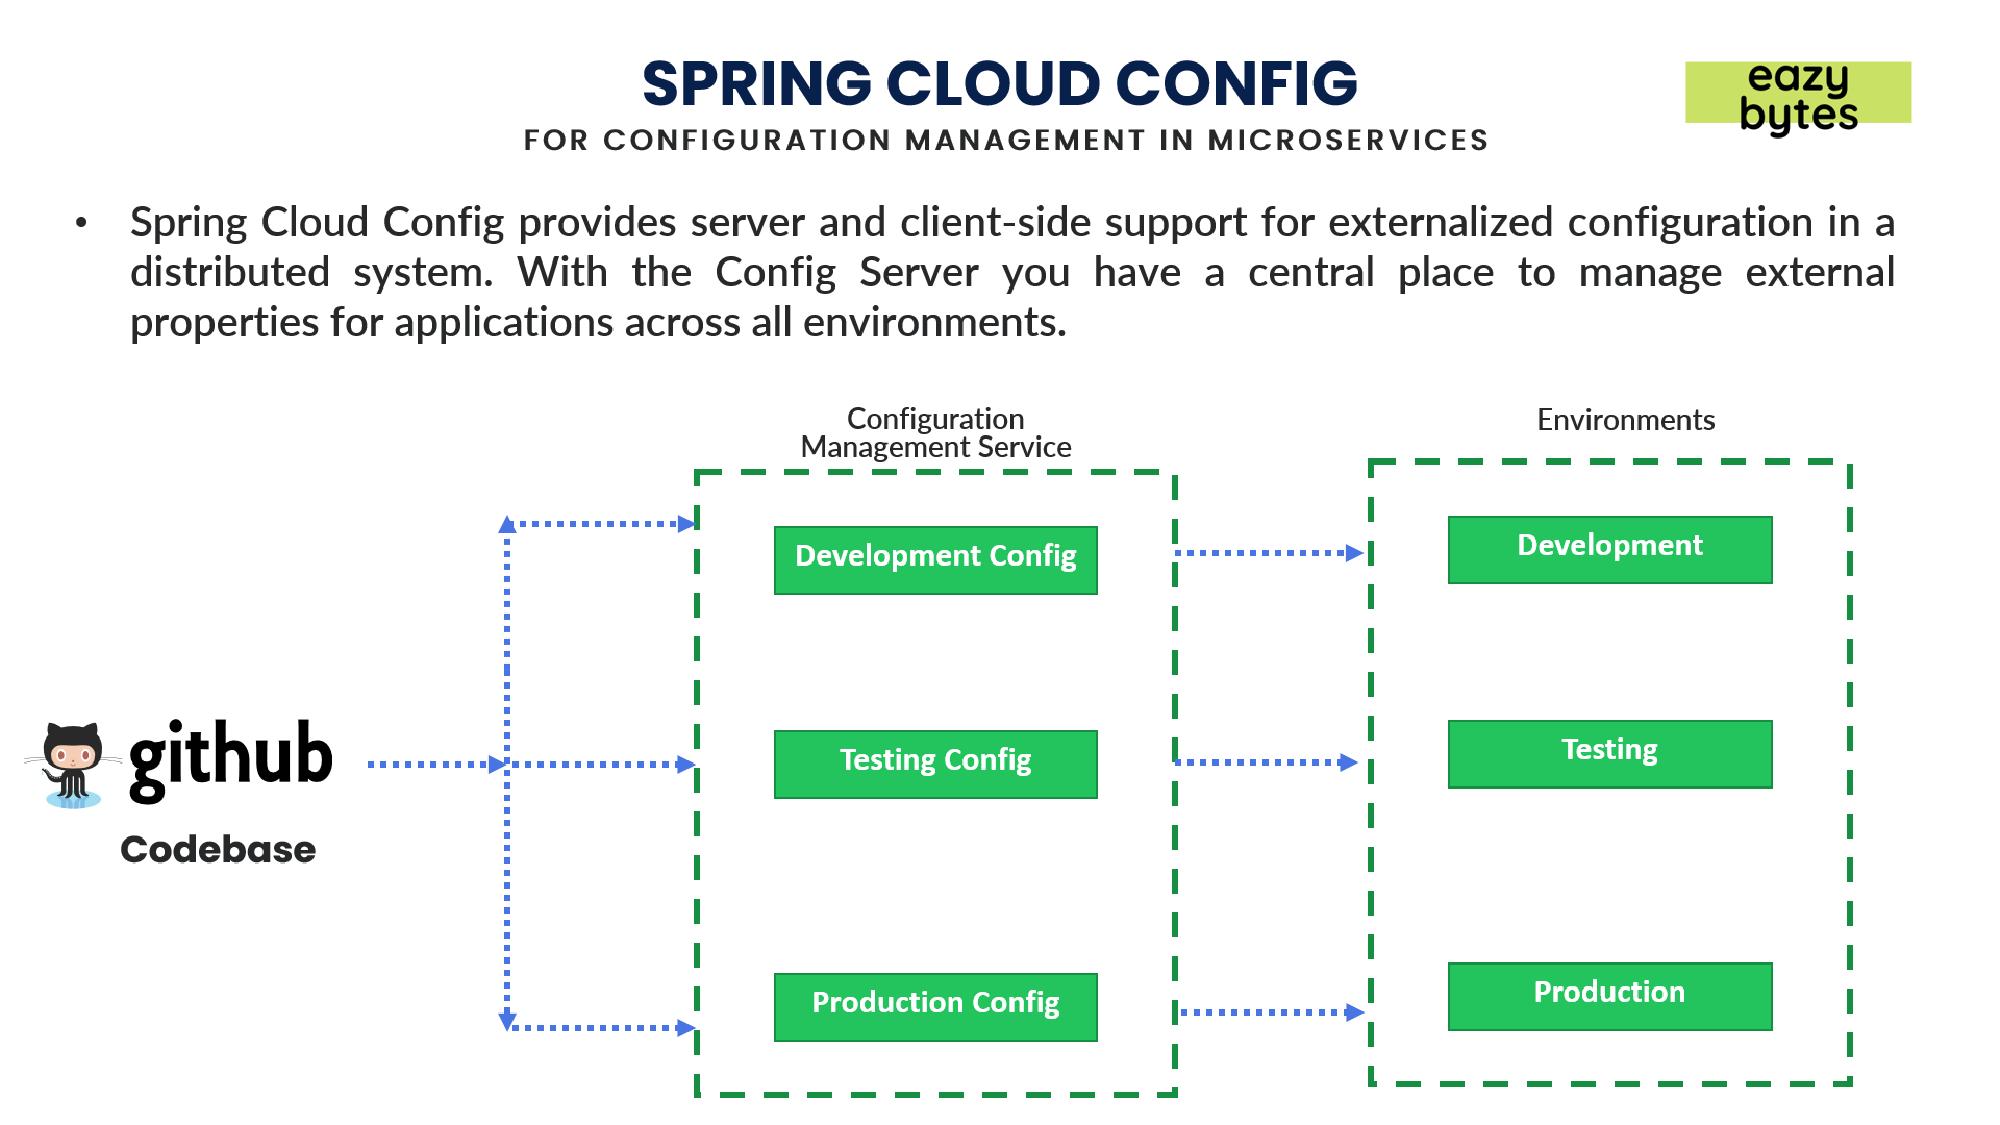 SPRING CLOUD CONFIG
FOR CONFIGURATION MANAGEMENT IN MICROSERVICES
eazy
bytes
• Spring Cloud Config provides server and client-side support for externalized configuration in a
distributed system. With the Config Server you have a central place to manage external
properties for applications across all environments.
Configuration
Management Service
Environments
Development Config
Development
Testing Config
Testing
github
Codebase
Production Config
Production